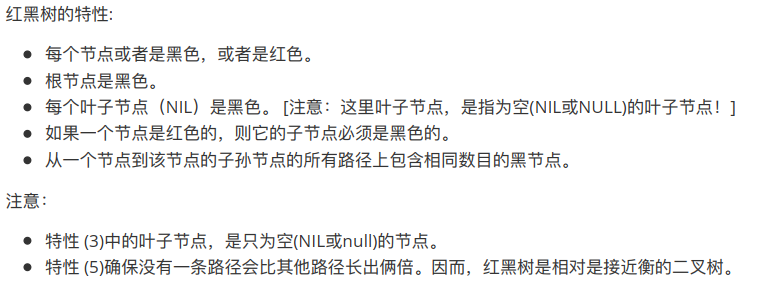 红黑树的特性:
每个节点或者是黑色，或者是红色。
根节点是黑色。
每个叶子节点（NIL）是黑色。 [注意：这里叶子节点，是指为空(NIL或NULL)的叶子节点！]
如果一个节点是红色的，则它的子节点必须是黑色的。
从一个节点到该节点的子孙节点的所有路径上包含相同数目的黑节点。
注意：
特性 (3)中的叶子节点，是只为空(NIL或null)的节点。
特性 (5)确保没有一条路径会比其他路径长出俩倍。因而，红黑树是相对是接近衡的二叉树。